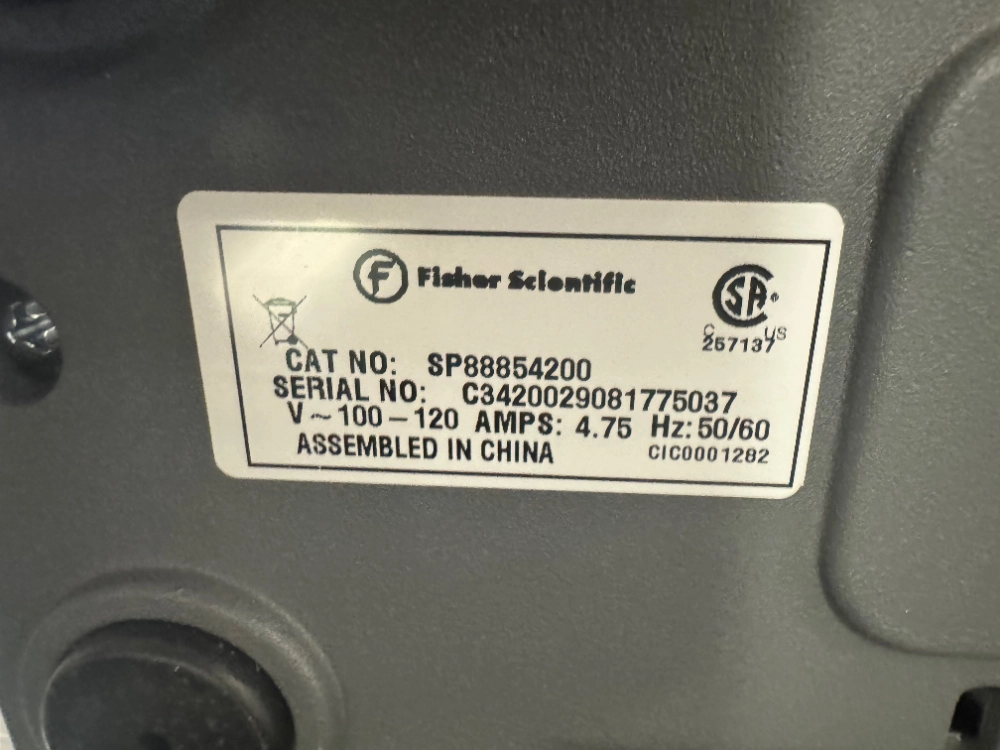 F Fisher Scientific
CSA®
C US
257137
CAT NO: SP88854200
SERIAL NO: C3420029081775037
V~100-120 AMPS: 4.75 Hz: 50/60
ASSEMBLED IN CHINA CIC0001282